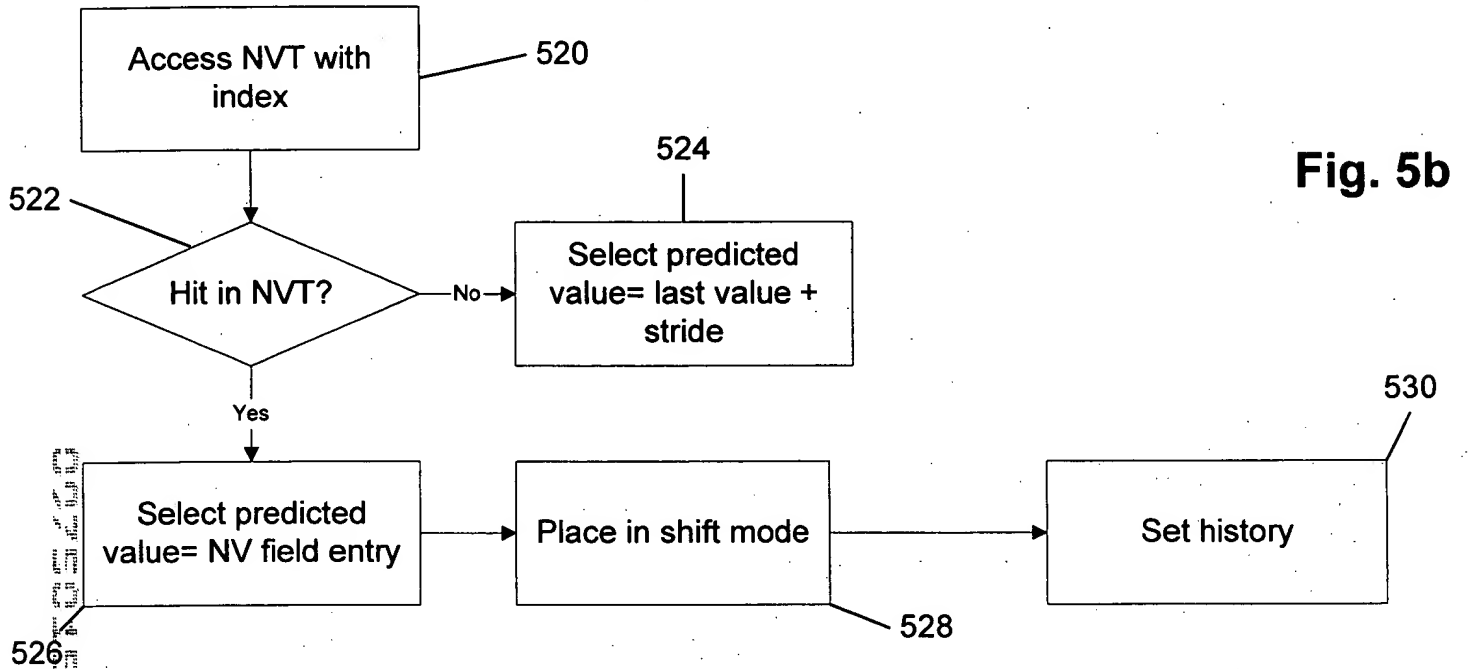 Access NVT with
index
520
524
Fig. 5b
522
Hit in NVT?
No
Select predicted
value= last value +
stride
Yes
530
Select predicted
value= NV field entry
Place in shift mode
Set history
526
528